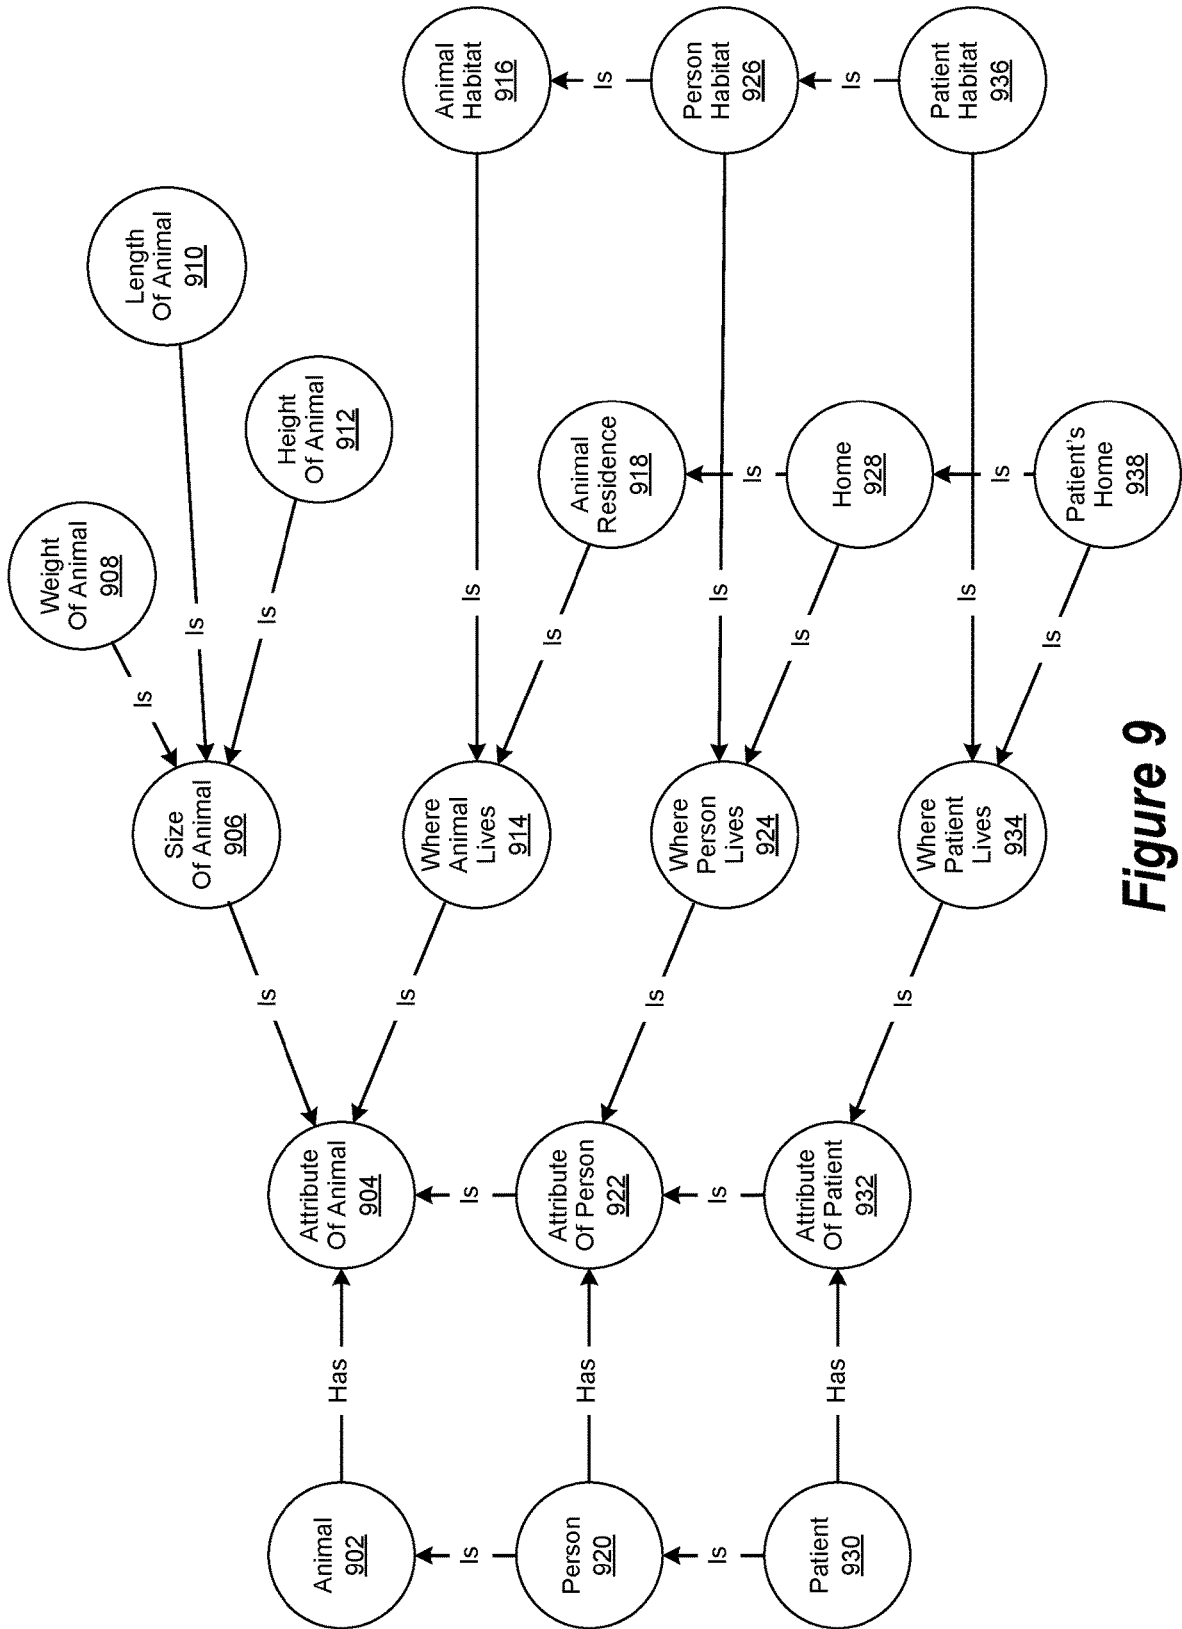 Weight
Of Animal
908
Length
Of Animal
910
Height
Of Animal
912
Is
Is
Is
Size
Of Animal
906
Is
Animal
902
Has
Attribute
Of Animal
904
Is
Where
Animal
Lives
914
Is
Is
Animal
Residence
918
Animal
Habitat
916
Is
Is
Is
Is
Person
920
Has
Attribute
Of Person
922
Is
Where
Person
Lives
924
Is
Is
Home
928
Person
Habitat
926
Is
Is
Is
Is
Patient
930
Has
Attribute
Of Patient
932
Is
Where
Patient
Lives
934
Is
Is
Patient's
Home
938
Patient
Habitat
936
Figure 9